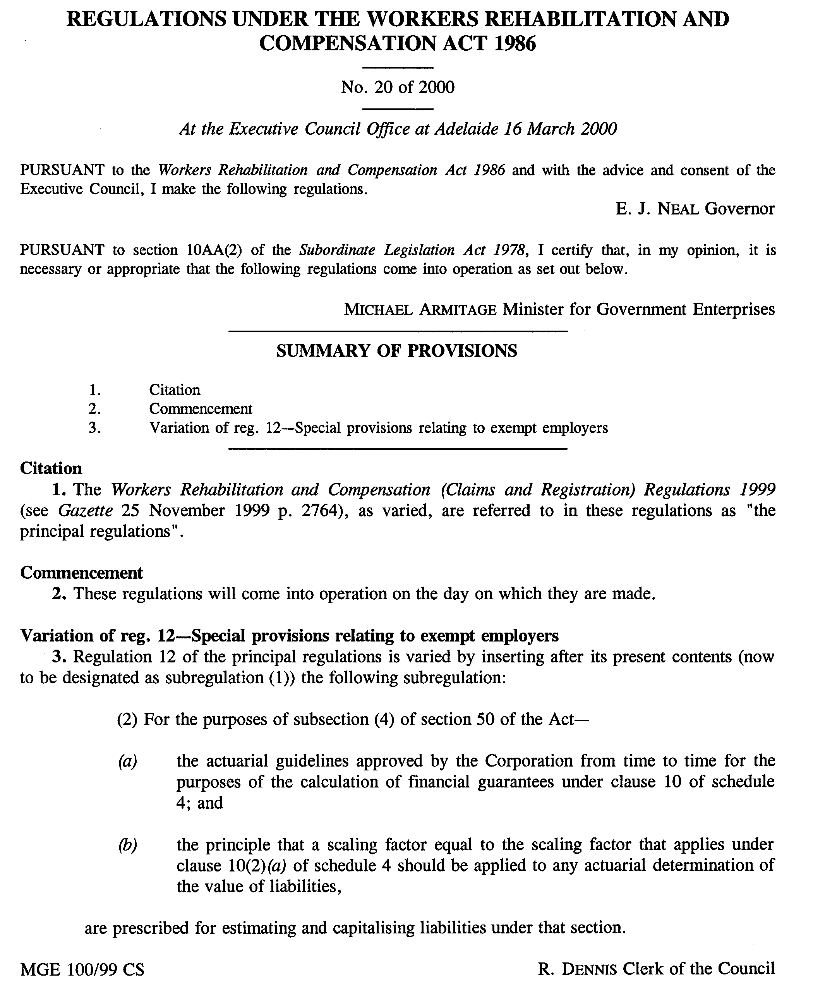 REGULATIONS UNDER THE WORKERS REHABILITATION AND
COMPENSATION ACT 1986
No. 20 of 2000
At the Executive Council Office at Adelaide 16 March 2000
PURSUANT to the Workers Rehabilitation and Compensation Act 1986 and with the advice and consent of the
Executive Council, I make the following regulations.
E. J. NEAL Governor
PURSUANT to section 10AA(2) of the Subordinate Legislation Act 1978, I certify that, in my opinion, it is
necessary or appropriate that the following regulations come into operation as set out below.
MICHAEL ARMITAGE Minister for Government Enterprises
SUMMARY OF PROVISIONS
1. Citation
2. Commencement
3. Variation of reg. 12—Special provisions relating to exempt employers
Citation
1. The Workers Rehabilitation and Compensation (Claims and Registration) Regulations 1999
(see Gazette 25 November 1999 p. 2764), as varied, are referred to in these regulations as "the
principal regulations".
Commencement
2. These regulations will come into operation on the day on which they are made.
Variation of reg. 12—Special provisions relating to exempt employers
3. Regulation 12 of the principal regulations is varied by inserting after its present contents (now
to be designated as subregulation (1)) the following subregulation:
(2) For the purposes of subsection (4) of section 50 of the Act—
(a) the actuarial guidelines approved by the Corporation from time to time for the
purposes of the calculation of financial guarantees under clause 10 of schedule
4; and
(b) the principle that a scaling factor equal to the scaling factor that applies under
clause 10(2)(a) of schedule 4 should be applied to any actuarial determination of
the value of liabilities,
are prescribed for estimating and capitalising liabilities under that section.
MGE 100/99 CS R. DENNIS Clerk of the Council